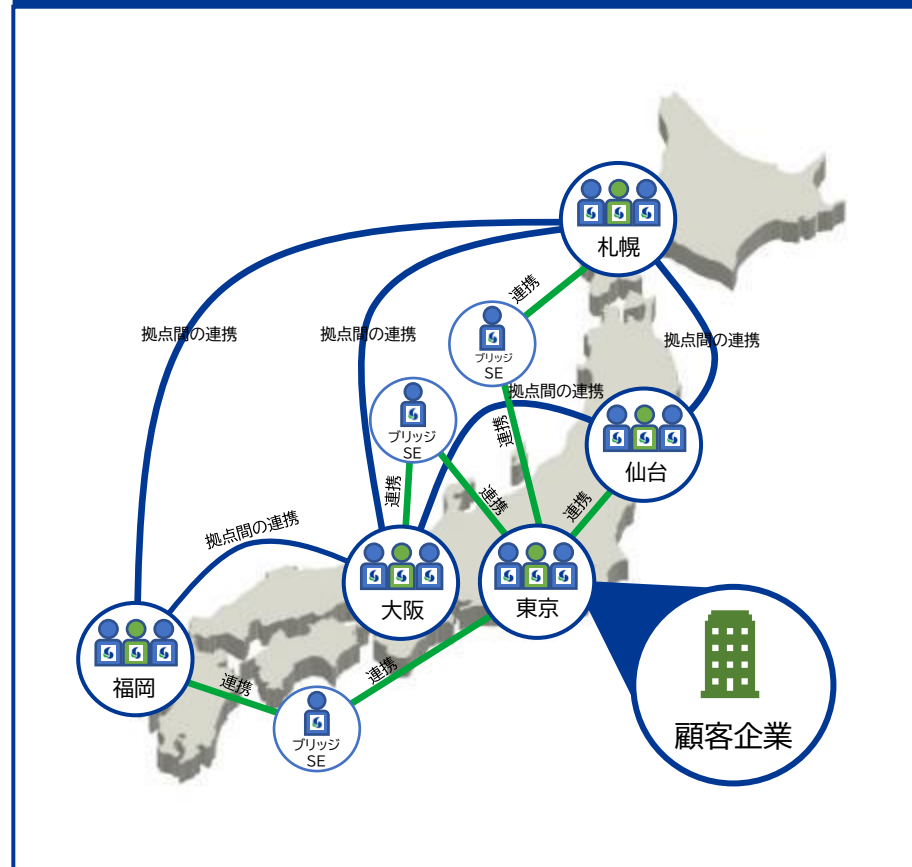 札幌
連携
拠点間の連携
拠点間の連携
拠点間の連携
ブリッジ
SE
拠点間の連携
ブリッジ
SE
連携
仙台
連携
連携
連携
拠点間の連携
大阪
東京
福岡
連携
連携
ブリッジ
SE
顧客企業